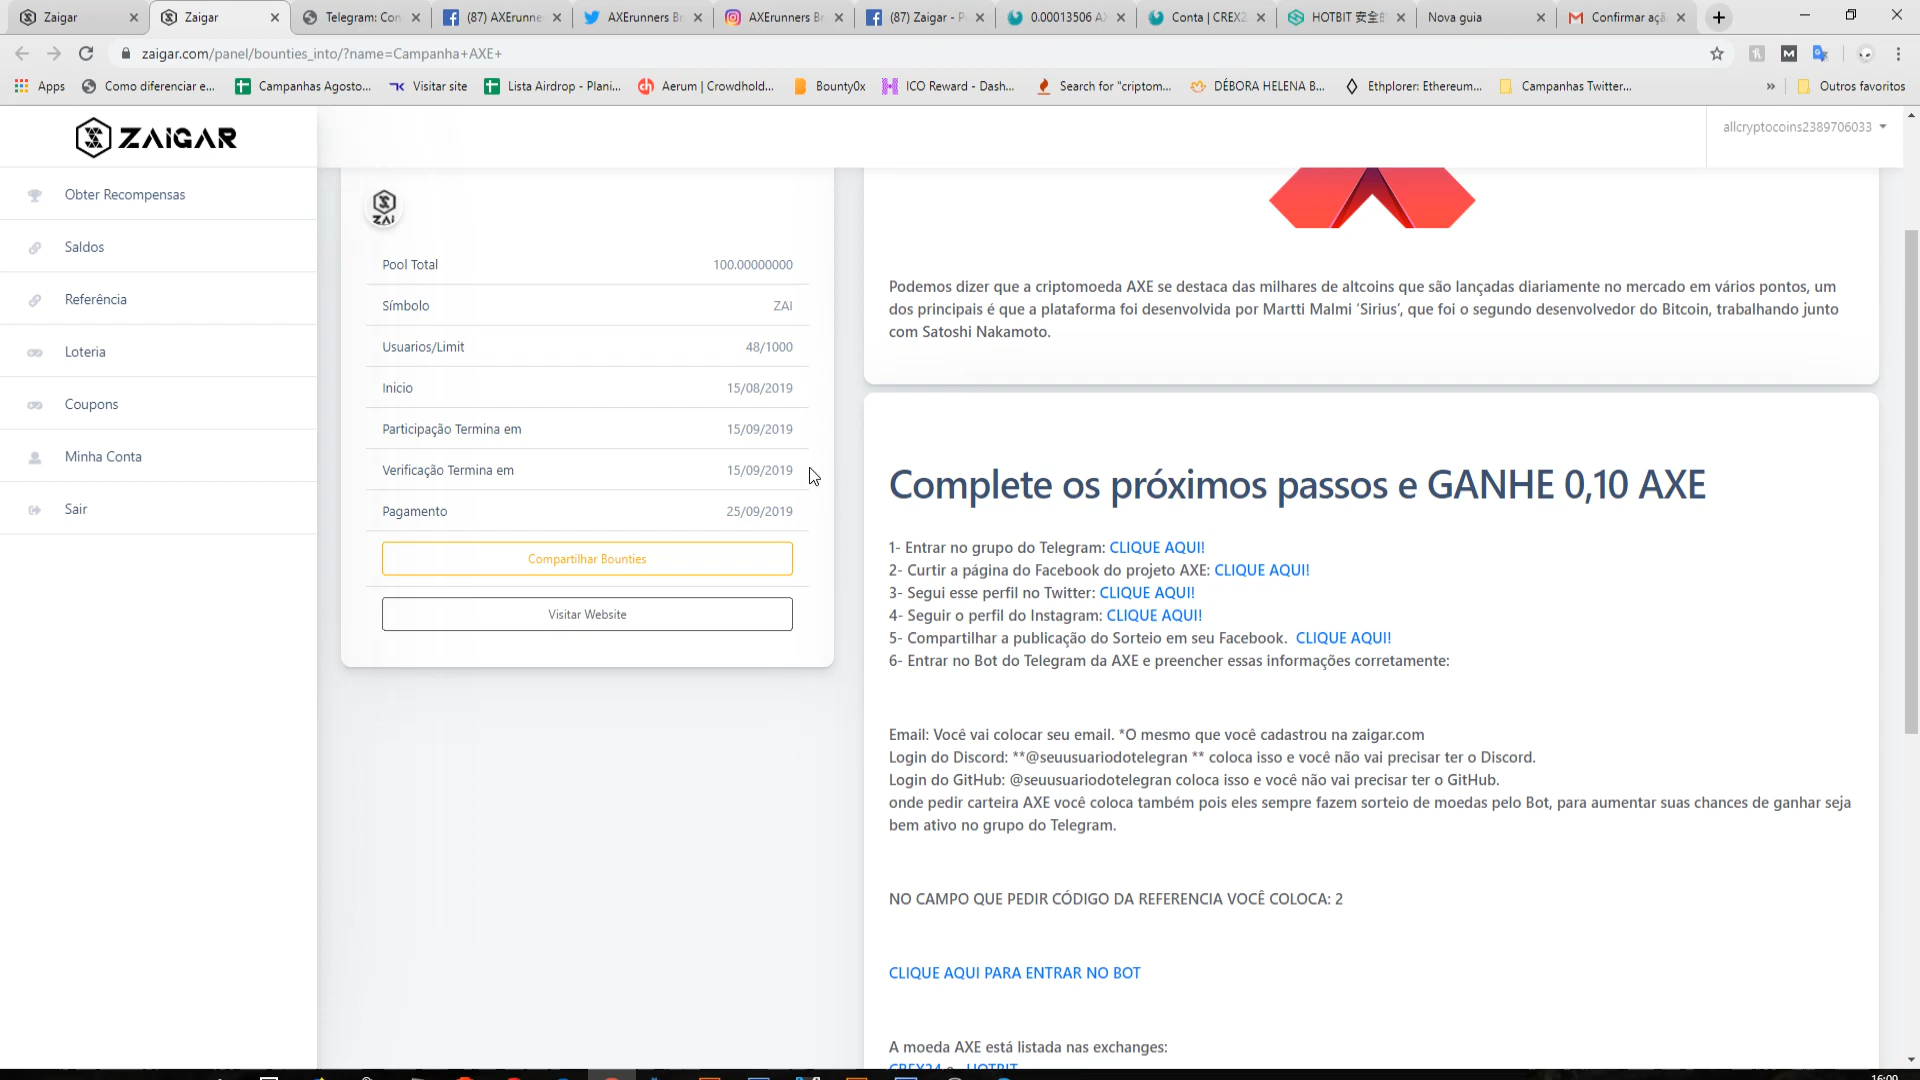 Zaigar
Zaigar
Telegram: Con
(87) AXErunne
AXErunners Br
AXErunners Br
(87) Zaigar - P
0.00013506 AX
Conta | CREX2
HOTBIT 安全
Nova guia
Confirmar açã
zaigar.com/panel/bounties_into/?name=Campanha+AXE+
Apps
Como diferenciar e...
Campanhas Agosto...
Visitar site
Lista Airdrop - Plani...
Aerum | Crowdhold...
Bounty0x
ICO Reward - Dash...
Search for "criptom...
DÉBORA HELENA B...
Ethplorer: Ethereum...
Campanhas Twitter...
»
Outros favoritos
ZAIGAR
allcryptocoins2389706033
Obter Recompensas
Saldos
Referência
Loteria
Coupons
Minha Conta
Sair
ZAI
Pool Total 100.00000000
Símbolo ZAI
Usuarios/Limit 48/1000
Inicio 15/08/2019
Participação Termina em 15/09/2019
Verificação Termina em 15/09/2019
Pagamento 25/09/2019
Compartilhar Bounties
Visitar Website
Podemos dizer que a criptomoeda AXE se destaca das milhares de altcoins que são lançadas diariamente no mercado em vários pontos, um
dos principais é que a plataforma foi desenvolvida por Martti Malmi ‘Sirius’, que foi o segundo desenvolvedor do Bitcoin, trabalhando junto
com Satoshi Nakamoto.
Complete os próximos passos e GANHE 0,10 AXE
1- Entrar no grupo do Telegram: CLIQUE AQUI!
2- Curtir a página do Facebook do projeto AXE: CLIQUE AQUI!
3- Segui esse perfil no Twitter: CLIQUE AQUI!
4- Seguir o perfil do Instagram: CLIQUE AQUI!
5- Compartilhar a publicação do Sorteio em seu Facebook. CLIQUE AQUI!
6- Entrar no Bot do Telegram da AXE e preencher essas informações corretamente:
Email: Você vai colocar seu email. *O mesmo que você cadastrou na zaigar.com
Login do Discord: **@seuusuariodotelegran ** coloca isso e você não vai precisar ter o Discord.
Login do GitHub: @seuusuariodotelegran coloca isso e você não vai precisar ter o GitHub.
onde pedir carteira AXE você coloca também pois eles sempre fazem sorteio de moedas pelo Bot, para aumentar suas chances de ganhar seja
bem ativo no grupo do Telegram.
NO CAMPO QUE PEDIR CÓDIGO DA REFERENCIA VOCÊ COLOCA: 2
CLIQUE AQUI PARA ENTRAR NO BOT
A moeda AXE está listada nas exchanges:
CREX24 e HOTBIT
16:09